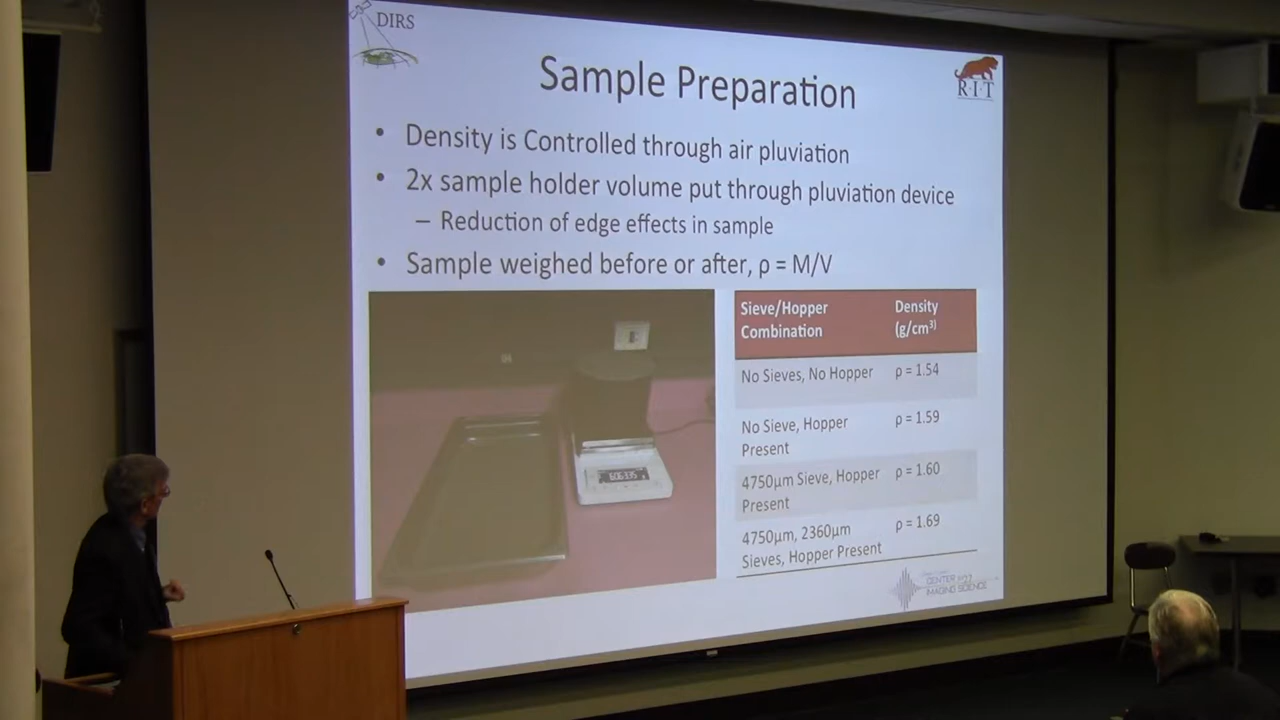 DIRS
R·I·T
Sample Preparation
• Density is Controlled through air pluviation
• 2x sample holder volume put through pluviation device
– Reduction of edge effects in sample
• Sample weighed before or after, ρ = M/V
Sieve/Hopper Combination
Density (g/cm³)
No Sieves, No Hopper
ρ = 1.54
No Sieve, Hopper Present
ρ = 1.59
4750µm Sieve, Hopper Present
ρ = 1.60
4750µm, 2360µm Sieves, Hopper Present
ρ = 1.69
IMAGING SCIENCE